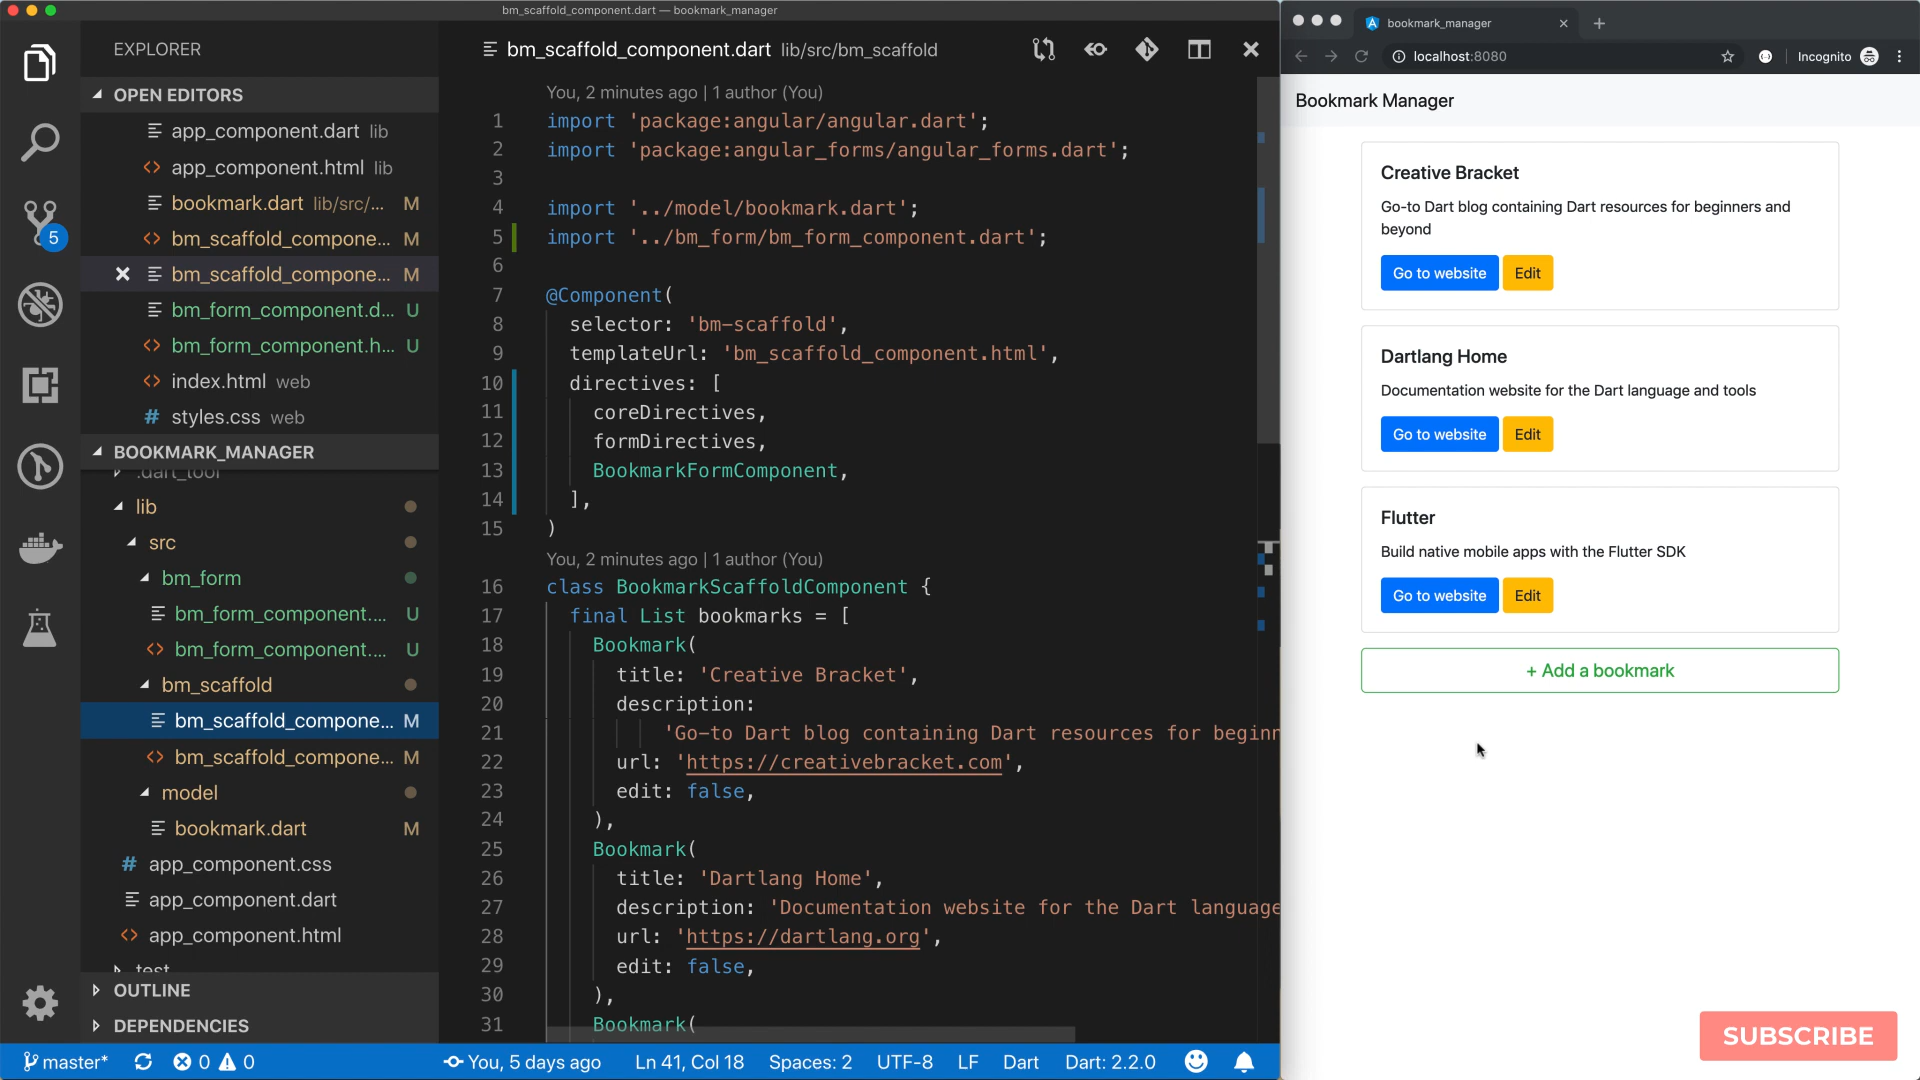 bm_scaffold_component.dart — bookmark_manager
EXPLORER
OPEN EDITORS
app_component.dart lib
app_component.html lib
bookmark.dart lib/src/... M
bm_scaffold_compone... M
bm_scaffold_compone... M
bm_form_component.d... U
bm_form_component.h... U
index.html web
styles.css web
BOOKMARK_MANAGER
.dart_tool
lib
src
bm_form
bm_form_component.... U
bm_form_component.... U
bm_scaffold
bm_scaffold_compone... M
bm_scaffold_compone... M
model
bookmark.dart M
app_component.css
app_component.dart
app_component.html
test
OUTLINE
DEPENDENCIES
5
bm_scaffold_component.dart lib/src/bm_scaffold
You, 2 minutes ago | 1 author (You)
1 import 'package:angular/angular.dart';
2 import 'package:angular_forms/angular_forms.dart';
3
4 import '../model/bookmark.dart';
5 import '../bm_form/bm_form_component.dart';
6
7 @Component(
8 selector: 'bm-scaffold',
9 templateUrl: 'bm_scaffold_component.html',
10 directives: [
11 coreDirectives,
12 formDirectives,
13 BookmarkFormComponent,
14 ],
15 )
You, 2 minutes ago | 1 author (You)
16 class BookmarkScaffoldComponent {
17 final List bookmarks = [
18 Bookmark(
19 title: 'Creative Bracket',
20 description:
21 'Go-to Dart blog containing Dart resources for beginn
22 url: 'https://creativebracket.com',
23 edit: false,
24 ),
25 Bookmark(
26 title: 'Dartlang Home',
27 description: 'Documentation website for the Dart language
28 url: 'https://dartlang.org',
29 edit: false,
30 ),
31 Bookmark(
master* 0 0 You, 5 days ago Ln 41, Col 18 Spaces: 2 UTF-8 LF Dart Dart: 2.2.0
bookmark_manager
localhost:8080
Incognito
Bookmark Manager
Creative Bracket
Go-to Dart blog containing Dart resources for beginners and
beyond
Go to website Edit
Dartlang Home
Documentation website for the Dart language and tools
Go to website Edit
Flutter
Build native mobile apps with the Flutter SDK
Go to website Edit
+ Add a bookmark
SUBSCRIBE